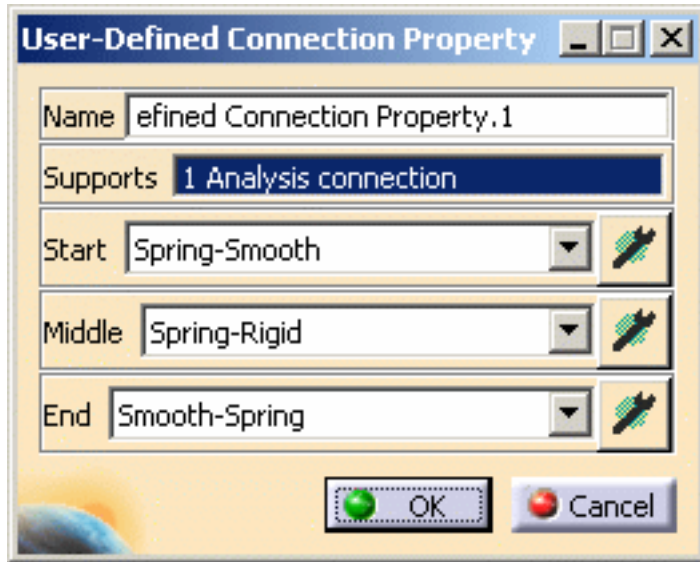 User-Defined Connection Property
Name efined Connection Property.1
Supports 1 Analysis connection
Start Spring-Smooth
Middle Spring-Rigid
End Smooth-Spring
OK Cancel